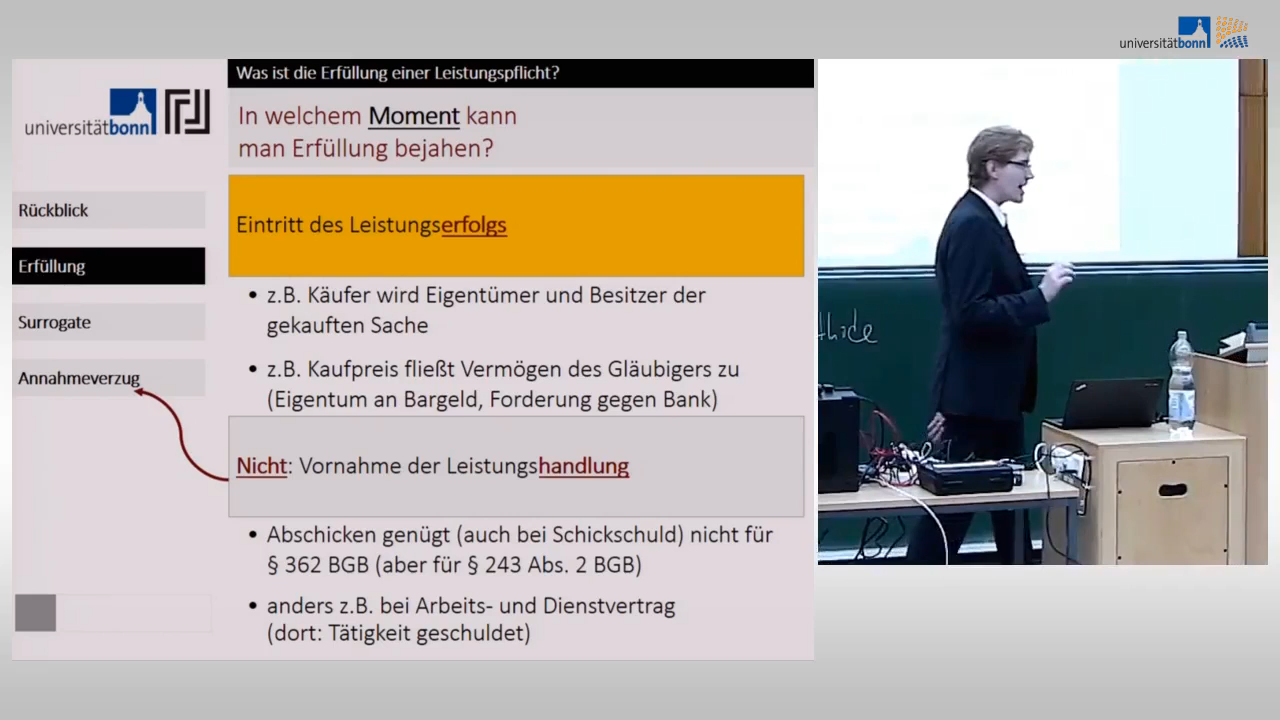 universitätbonn
Was ist die Erfüllung einer Leistungspflicht?
universitätbonn
In welchem Moment kann
man Erfüllung bejahen?
Rückblick
Erfüllung
Surrogate
Annahmeverzug
Eintritt des Leistungserfolgs
• z.B. Käufer wird Eigentümer und Besitzer der
gekauften Sache
• z.B. Kaufpreis fließt Vermögen des Gläubigers zu
(Eigentum an Bargeld, Forderung gegen Bank)
Nicht: Vornahme der Leistungshandlung
• Abschicken genügt (auch bei Schickschuld) nicht für
§ 362 BGB (aber für § 243 Abs. 2 BGB)
• anders z.B. bei Arbeits- und Dienstvertrag
(dort: Tätigkeit geschuldet)